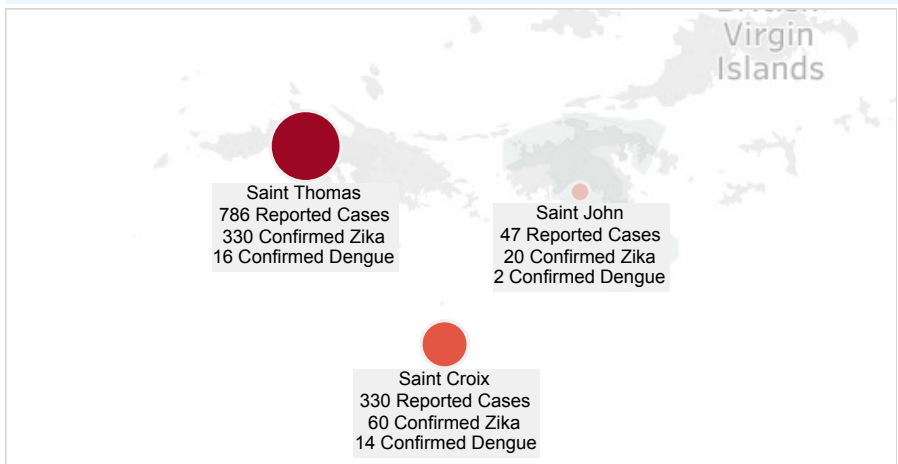 British
Virgin
Islands
Saint Thomas
786 Reported Cases
330 Confirmed Zika
16 Confirmed Dengue
Saint John
47 Reported Cases
20 Confirmed Zika
2 Confirmed Dengue
Saint Croix
330 Reported Cases
60 Confirmed Zika
14 Confirmed Dengue